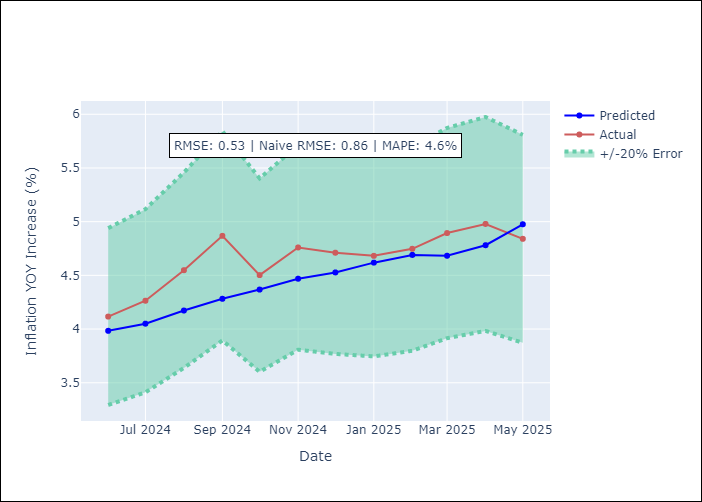 RMSE: 0.53 | Naive RMSE: 0.86 | MAPE: 4.6%
Predicted
Actual
+/-20% Error
Inflation YOY Increase (%)
6
5.5
5
4.5
4
3.5
Jul 2024
Sep 2024
Nov 2024
Jan 2025
Mar 2025
May 2025
Date